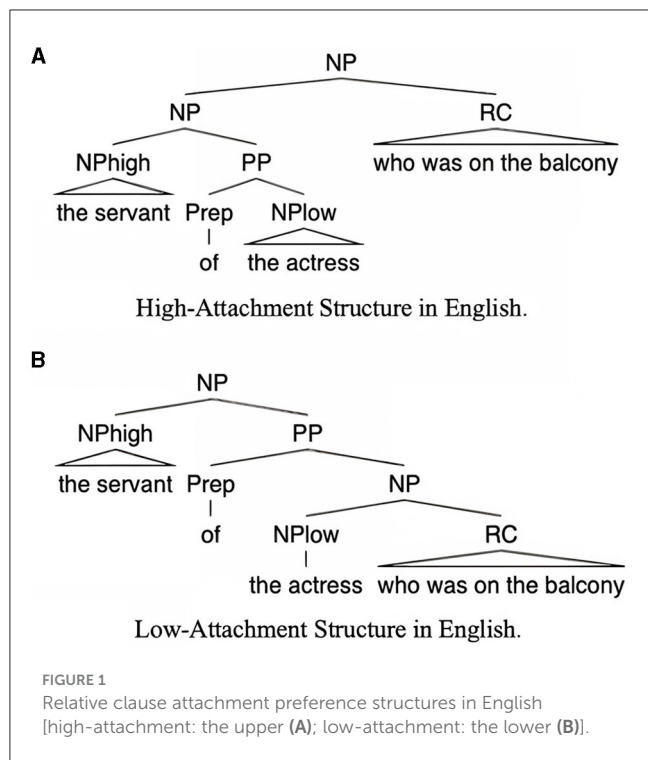 A
NP
NP RC
NPhigh PP who was on the balcony
the servant Prep NPlow
of the actress
High-Attachment Structure in English.
B
NP
NPhigh PP
the servant Prep NP
of NPlow RC
the actress who was on the balcony
Low-Attachment Structure in English.
FIGURE 1
Relative clause attachment preference structures in English
[high-attachment: the upper (A); low-attachment: the lower (B)].